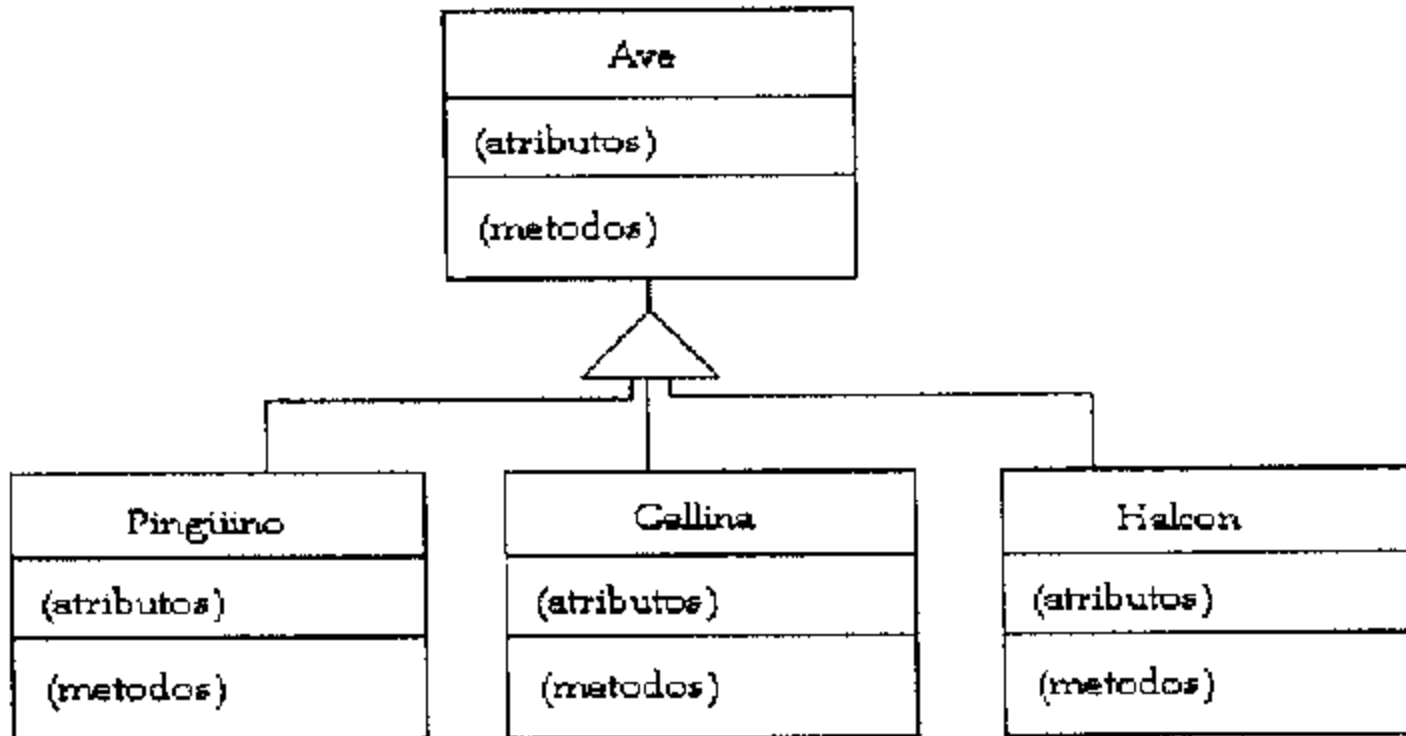 Ave
(atributos)
(metodos)
Pingüino
(atributos)
(metodos)
Gallina
(atributos)
(metodos)
Halcon
(atributos)
(metodos)